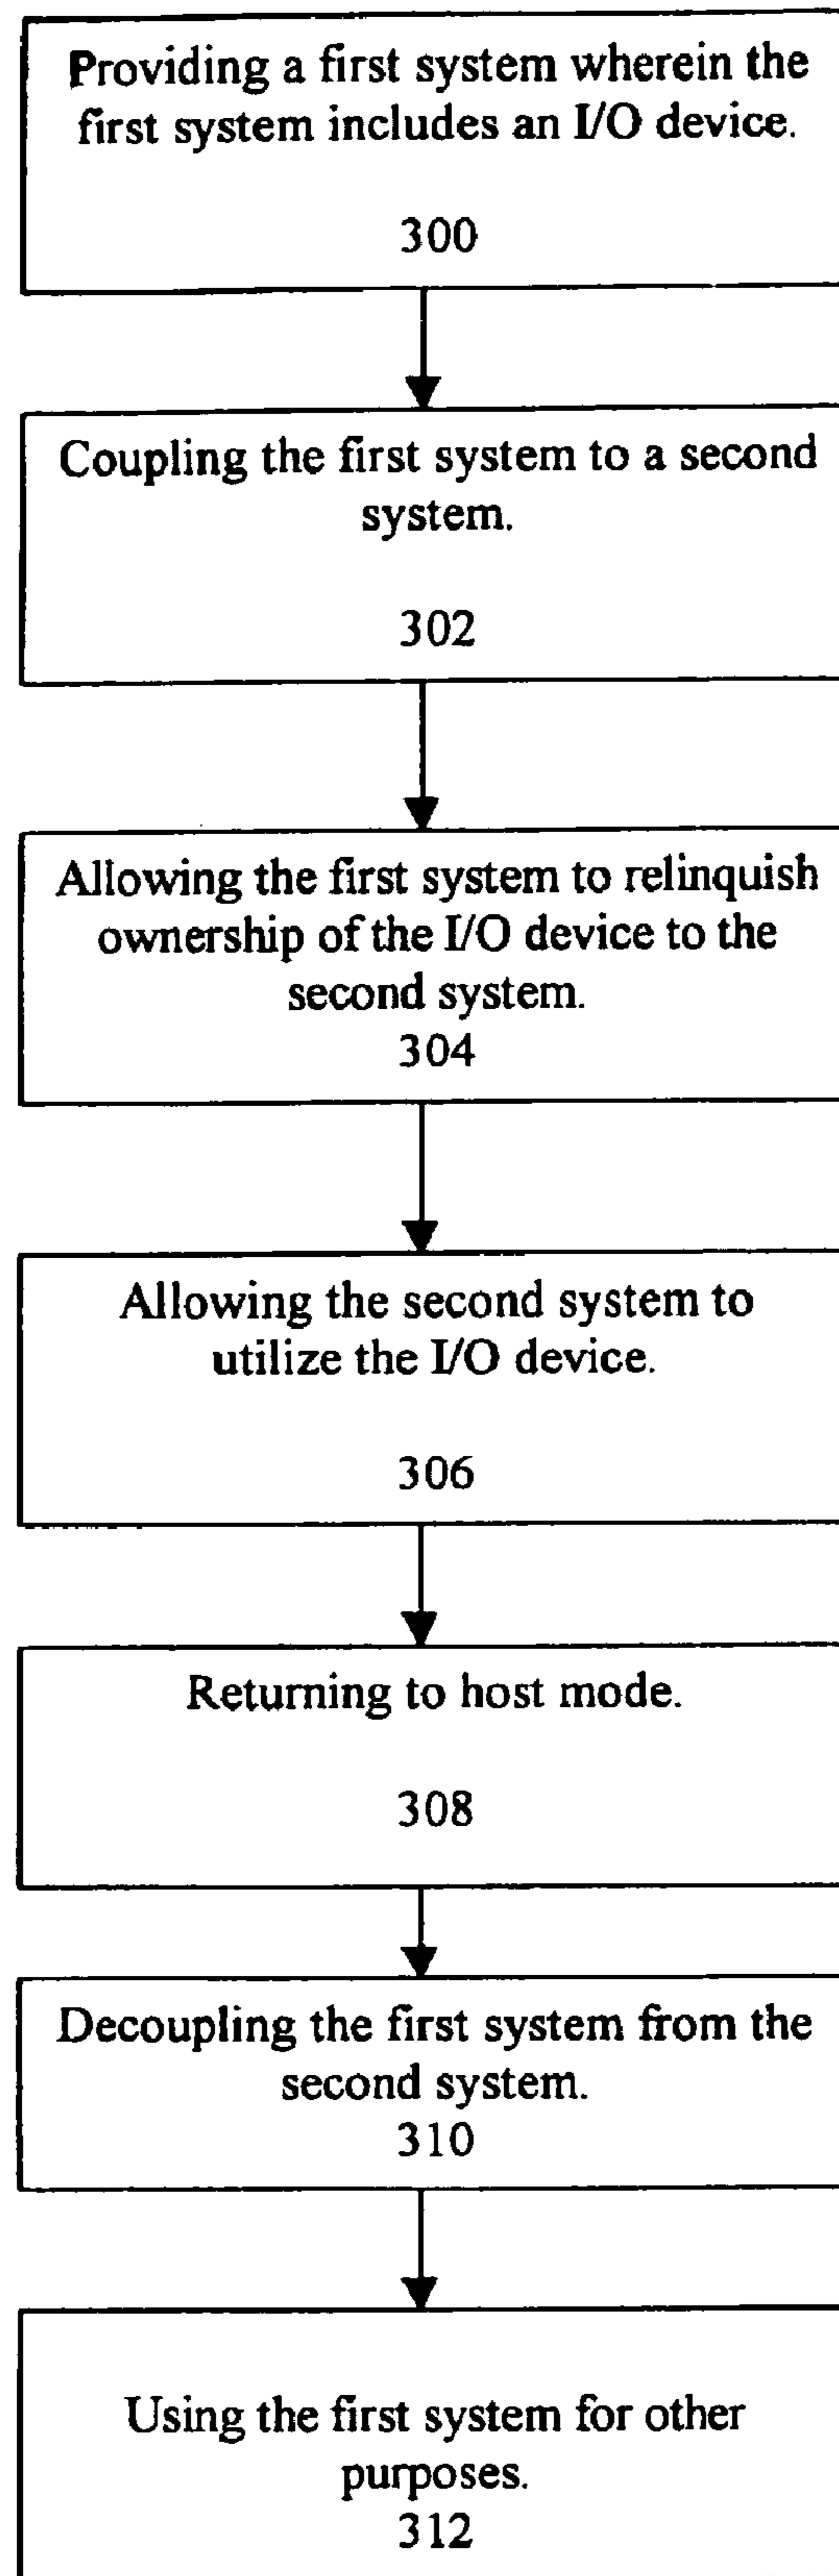 Providing a first system wherein the
first system includes an I/O device.
300
Coupling the first system to a second
system.
302
Allowing the first system to relinquish
ownership of the I/O device to the
second system.
304
Allowing the second system to
utilize the I/O device.
306
Returning to host mode.
308
Decoupling the first system from the
second system.
310
Using the first system for other
purposes.
312